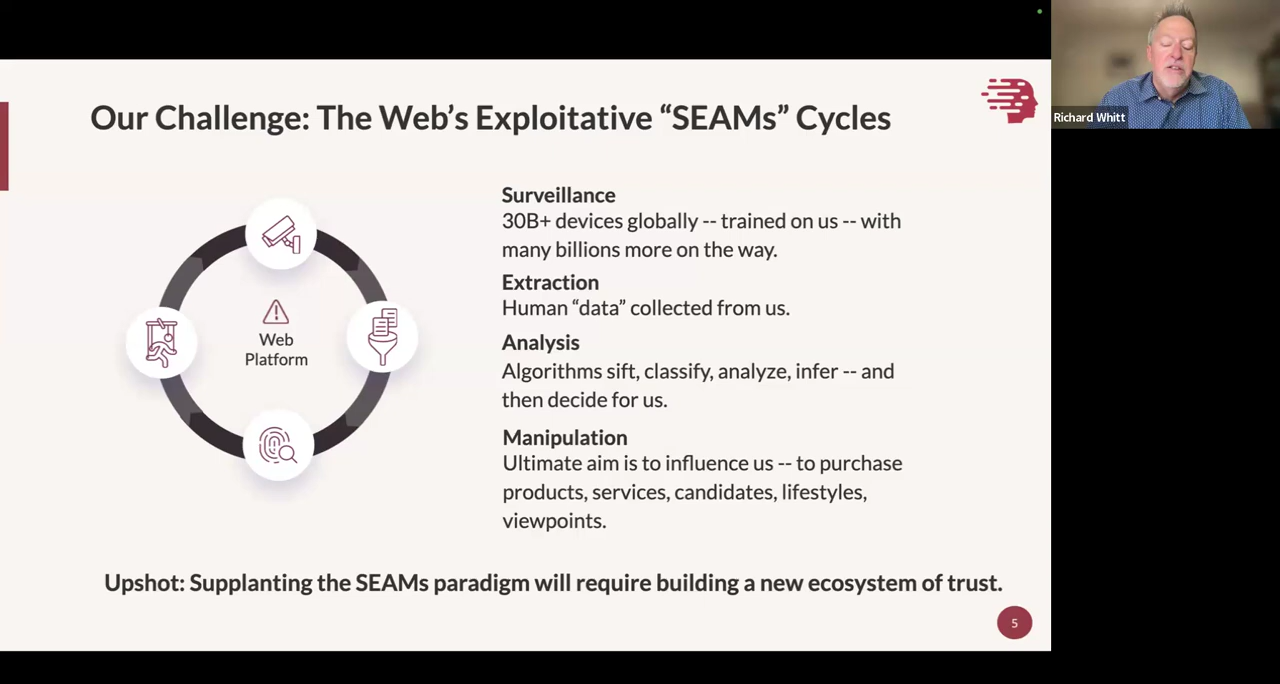 Our Challenge: The Web’s Exploitative “SEAMs” Cycles
Richard Whitt
Web
Platform
Surveillance
30B+ devices globally -- trained on us -- with
many billions more on the way.
Extraction
Human “data” collected from us.
Analysis
Algorithms sift, classify, analyze, infer -- and
then decide for us.
Manipulation
Ultimate aim is to influence us -- to purchase
products, services, candidates, lifestyles,
viewpoints.
Upshot: Supplanting the SEAMs paradigm will require building a new ecosystem of trust.
5